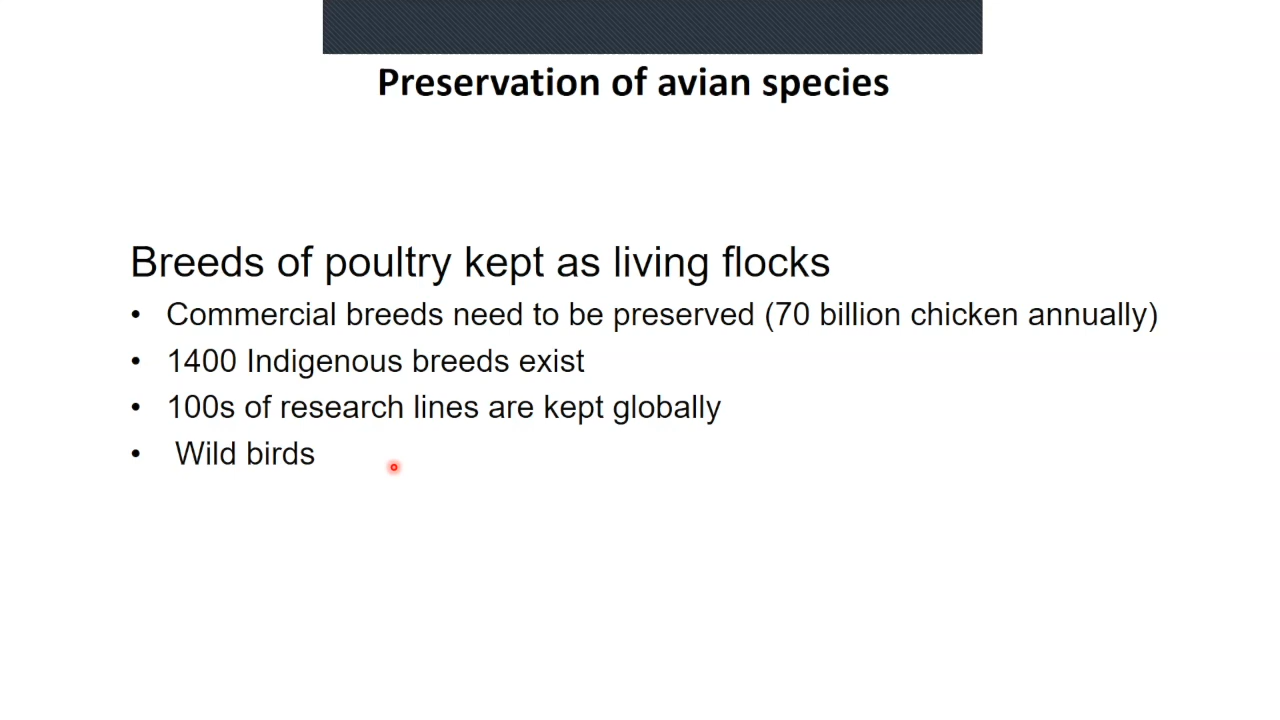 Preservation of avian species
Breeds of poultry kept as living flocks
• Commercial breeds need to be preserved (70 billion chicken annually)
• 1400 Indigenous breeds exist
• 100s of research lines are kept globally
• Wild birds